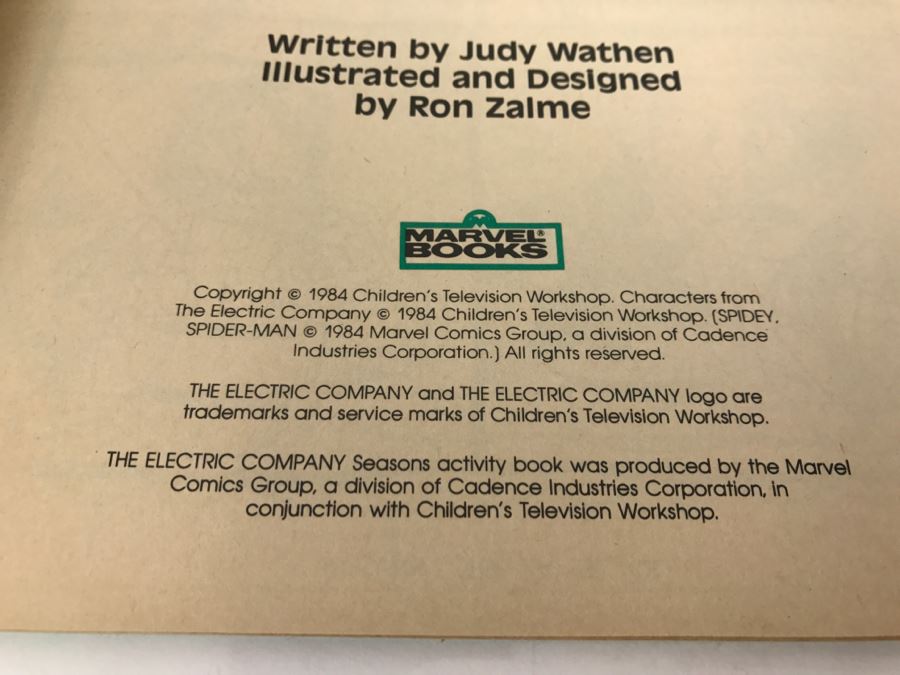 Written by Judy Wathen
Illustrated and Designed
by Ron Zalme
MARVEL®
BOOKS
Copyright © 1984 Children's Television Workshop. Characters from
The Electric Company © 1984 Children's Television Workshop. (SPIDEY,
SPIDER-MAN © 1984 Marvel Comics Group, a division of Cadence
Industries Corporation.) All rights reserved.
THE ELECTRIC COMPANY and THE ELECTRIC COMPANY logo are
trademarks and service marks of Children's Television Workshop.
THE ELECTRIC COMPANY Seasons activity book was produced by the Marvel
Comics Group, a division of Cadence Industries Corporation, in
conjunction with Children's Television Workshop.